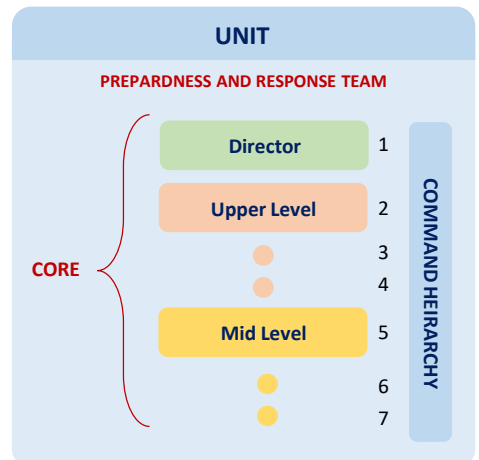 UNIT
PREPARDNESS AND RESPONSE TEAM
Director 1
Upper Level 2
3
CORE
4
Mid Level 5
6
7
COMMAND HEIRARCHY